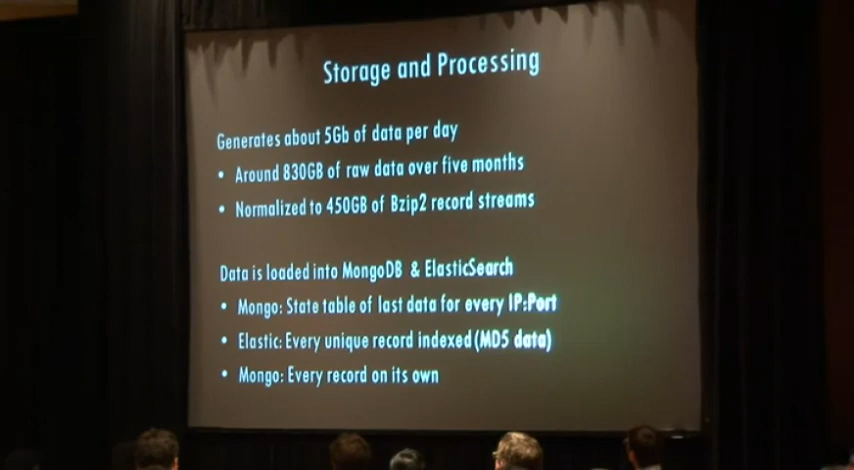 Storage and Processing
Generates about 5Gb of data per day
• Around 830GB of raw data over five months
• Normalized to 450GB of Bzip2 record streams
Data is loaded into MongoDB & ElasticSearch
• Mongo: State table of last data for every IP:Port
• Elastic: Every unique record indexed (MD5 data)
• Mongo: Every record on its own